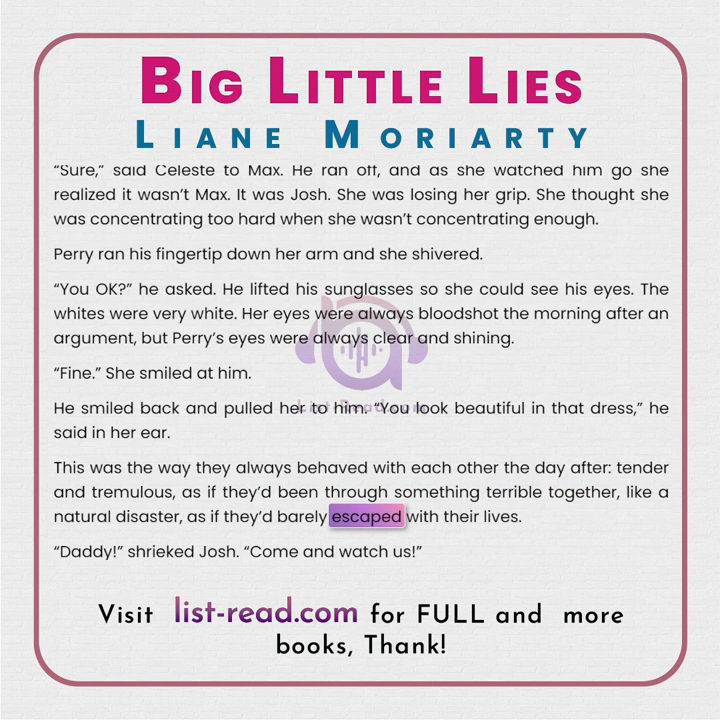 BIG LITTLE LIES
LIANE MORIARTY
“Sure,” said Celeste to Max. He ran off, and as she watched him go she
realized it wasn’t Max. It was Josh. She was losing her grip. She thought she
was concentrating too hard when she wasn’t concentrating enough.
Perry ran his fingertip down her arm and she shivered.
“You OK?” he asked. He lifted his sunglasses so she could see his eyes. The
whites were very white. Her eyes were always bloodshot the morning after an
argument, but Perry’s eyes were always clear and shining.
“Fine.” She smiled at him.
He smiled back and pulled her to him. “You look beautiful in that dress,” he
List-Read.com
said in her ear.
This was the way they always behaved with each other the day after: tender
and tremulous, as if they’d been through something terrible together, like a
natural disaster, as if they’d barely escaped with their lives.
“Daddy!” shrieked Josh. “Come and watch us!”
Visit list-read.com for FULL and more
books, Thank!